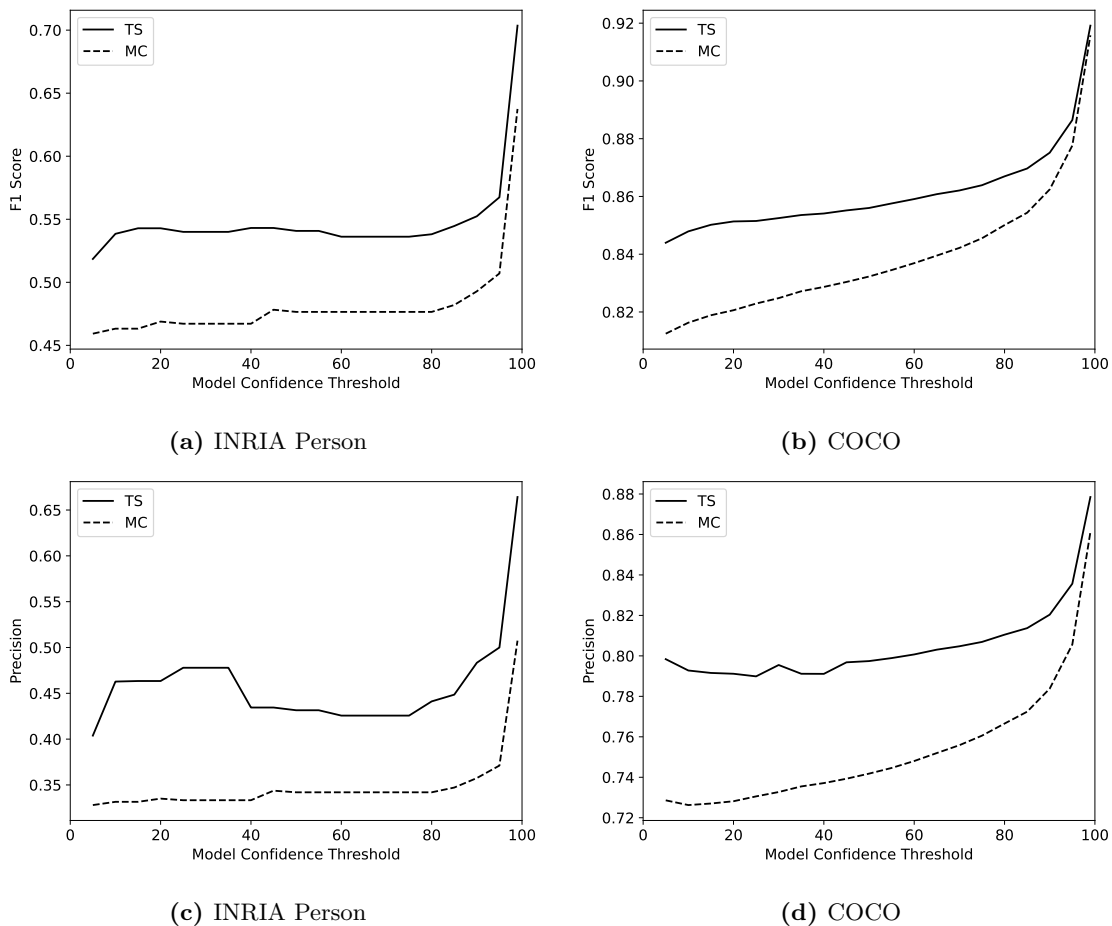 TS
MC
0.70
0.65
0.60
0.55
0.50
0.45
F1 Score
0 20 40 60 80 100
Model Confidence Threshold
(a) INRIA Person
TS
MC
0.92
0.90
0.88
0.86
0.84
0.82
F1 Score
0 20 40 60 80 100
Model Confidence Threshold
(b) COCO
TS
MC
0.65
0.60
0.55
0.50
0.45
0.40
0.35
Precision
0 20 40 60 80 100
Model Confidence Threshold
(c) INRIA Person
TS
MC
0.88
0.86
0.84
0.82
0.80
0.78
0.76
0.74
0.72
Precision
0 20 40 60 80 100
Model Confidence Threshold
(d) COCO